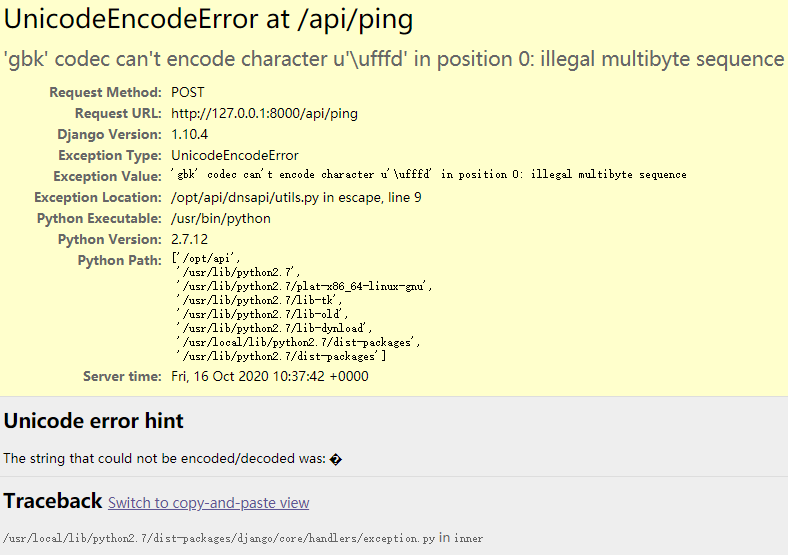 UnicodeEncodeError at /api/ping
'gbk' codec can't encode character u'\ufffd' in position 0: illegal multibyte sequence
Request Method: POST
Request URL: http://127.0.0.1:8000/api/ping
Django Version: 1.10.4
Exception Type: UnicodeEncodeError
Exception Value: 'gbk' codec can't encode character u'\ufffd' in position 0: illegal multibyte sequence
Exception Location: /opt/api/dnsapi/utils.py in escape, line 9
Python Executable: /usr/bin/python
Python Version: 2.7.12
Python Path: ['/opt/api',
'/usr/lib/python2.7',
'/usr/lib/python2.7/plat-x86_64-linux-gnu',
'/usr/lib/python2.7/lib-tk',
'/usr/lib/python2.7/lib-old',
'/usr/lib/python2.7/lib-dynload',
'/usr/local/lib/python2.7/dist-packages',
'/usr/lib/python2.7/dist-packages']
Server time: Fri, 16 Oct 2020 10:37:42 +0000
Unicode error hint
The string that could not be encoded/decoded was: �
Traceback Switch to copy-and-paste view
/usr/local/lib/python2.7/dist-packages/django/core/handlers/exception.py in inner